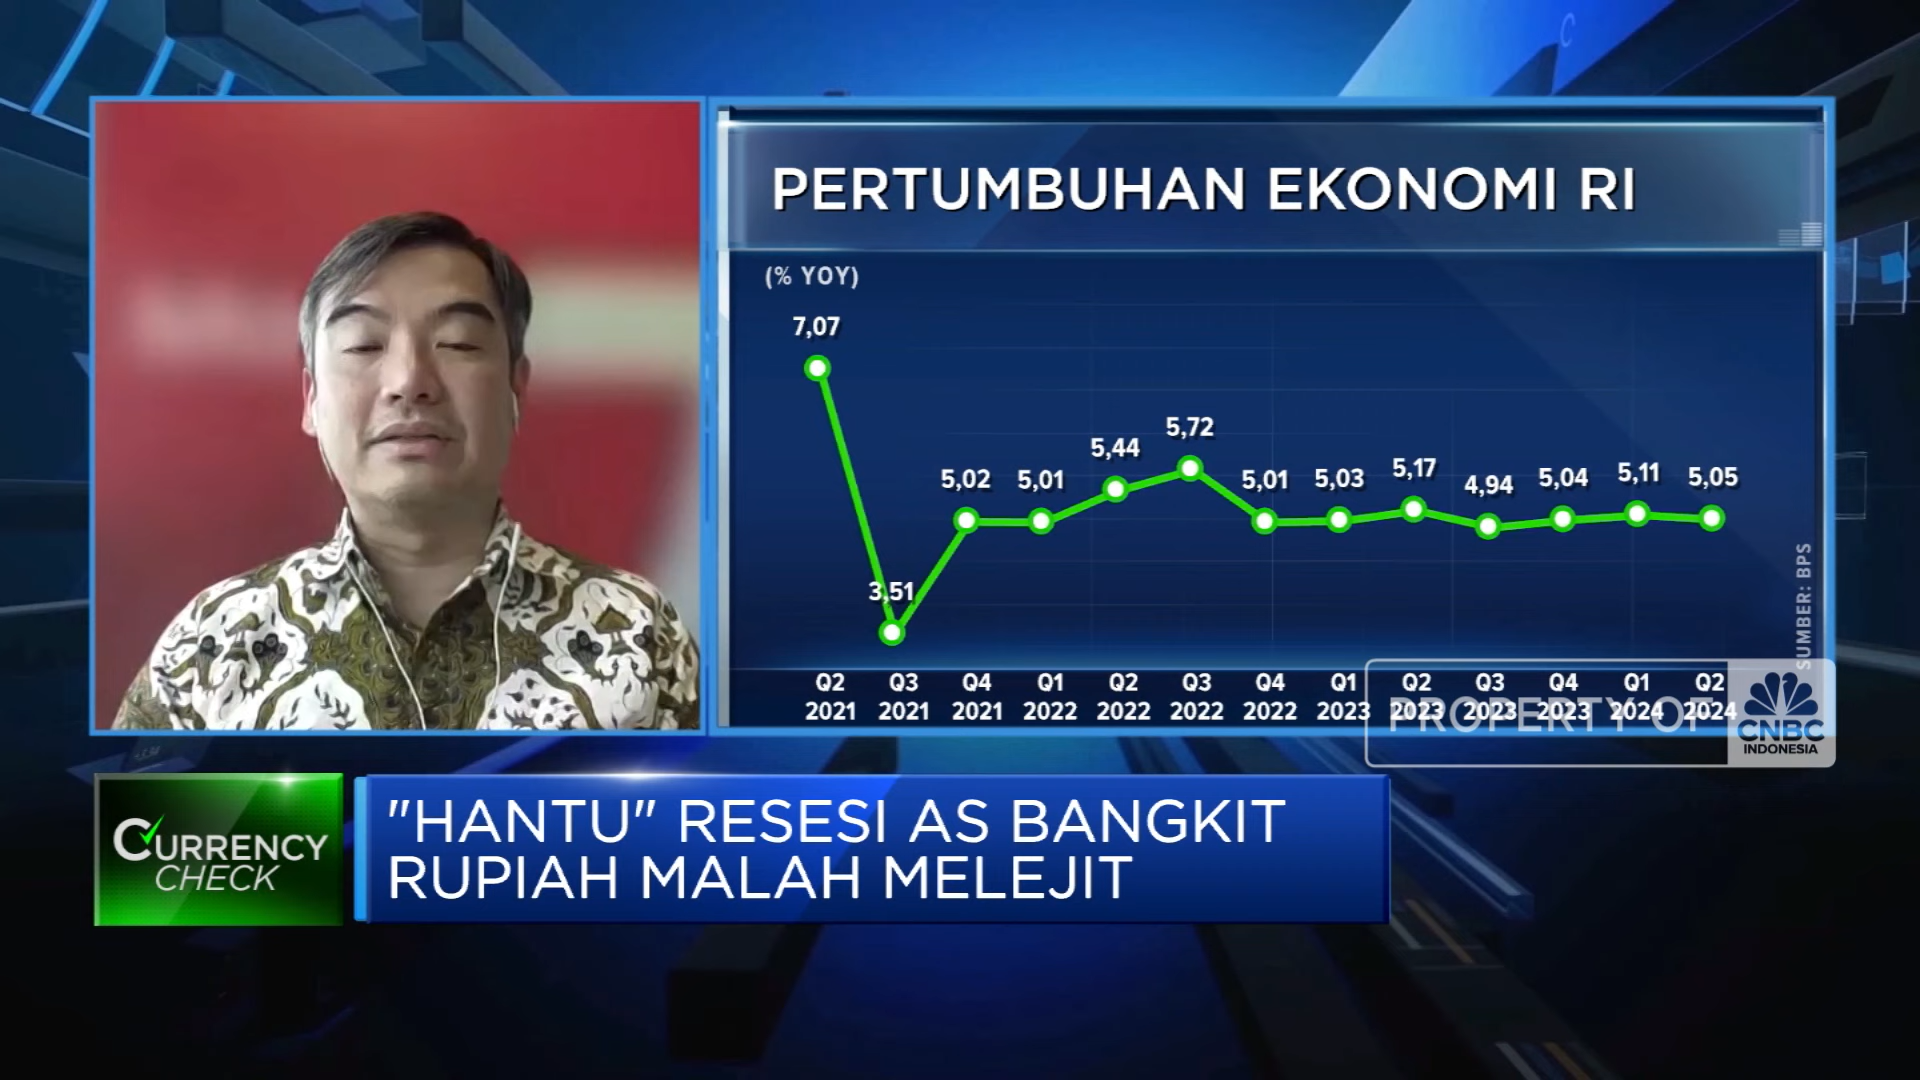 PERTUMBUHAN EKONOMI RI
(% YOY)
7,07
3,51
5,02
5,01
5,44
5,72
5,01
5,03
5,17
4,94
5,04
5,11
5,05
SUMBER: BPS
Q2 Q3 Q4 Q1 Q2 Q3 Q4 Q1 Q2 Q3 Q4 Q1 Q2
2021 2021 2021 2022 2022 2022 2022 2023 2023 2023 2023 2024 2024
PROPERTY OF
CNBC
INDONESIA
CURRENCY
CHECK
"HANTU" RESESI AS BANGKIT
RUPIAH MALAH MELEJIT